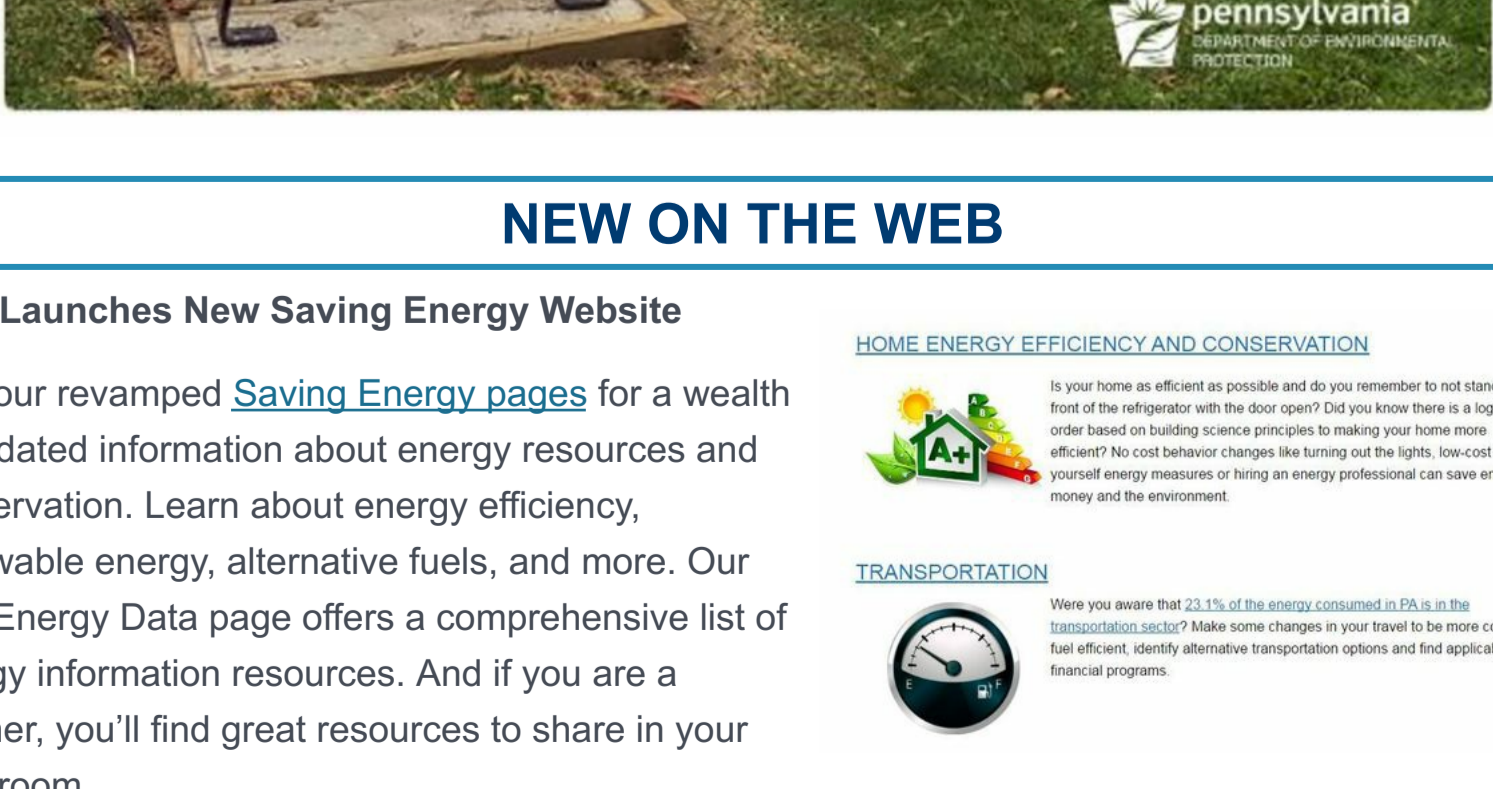 pennsylvania
DEPARTMENT OF ENVIRONMENTAL
PROTECTION
NEW ON THE WEB
Launches New Saving Energy Website
our revamped Saving Energy pages for a wealth
dated information about energy resources and
ervation. Learn about energy efficiency,
wable energy, alternative fuels, and more. Our
Energy Data page offers a comprehensive list of
gy information resources. And if you are a
her, you’ll find great resources to share in your
room
HOME ENERGY EFFICIENCY AND CONSERVATION
A+
Is your home as efficient as possible and do you remember to not stan
front of the refrigerator with the door open? Did you know there is a log
order based on building science principles to making your home more
efficient? No cost behavior changes like turning out the lights, low-cost
yourself energy measures or hiring an energy professional can save en
money and the environment.
TRANSPORTATION
E
F
Were you aware that 23.1% of the energy consumed in PA is in the
transportation sector? Make some changes in your travel to be more co
fuel efficient, identify alternative transportation options and find applical
financial programs.